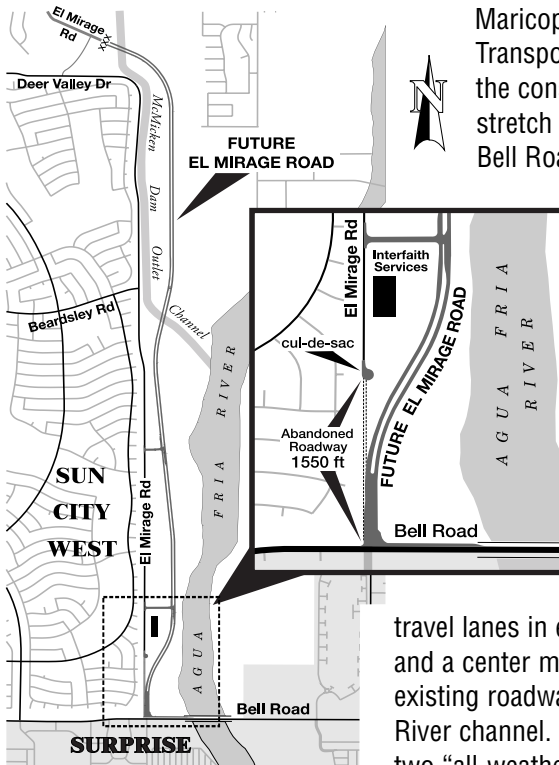 El Mirage
Rd
Deer Valley Dr
McMicken Dam Outlet Channel
FUTURE
EL MIRAGE ROAD
N
Maricop
Transpo
the con
stretch
Bell Roa
Beardsley Rd
SUN
CITY
WEST
El Mirage Rd
AGUA FRIA RIVER
Bell Road
SURPRISE
El Mirage Rd
Interfaith
Services
cul-de-sac
Abandoned
Roadway
1550 ft
FUTURE EL MIRAGE ROAD
AGUA FRIA
RIVER
Bell Road
travel lanes in
and a center m
existing roadwa
River channel.
two “all-weathe